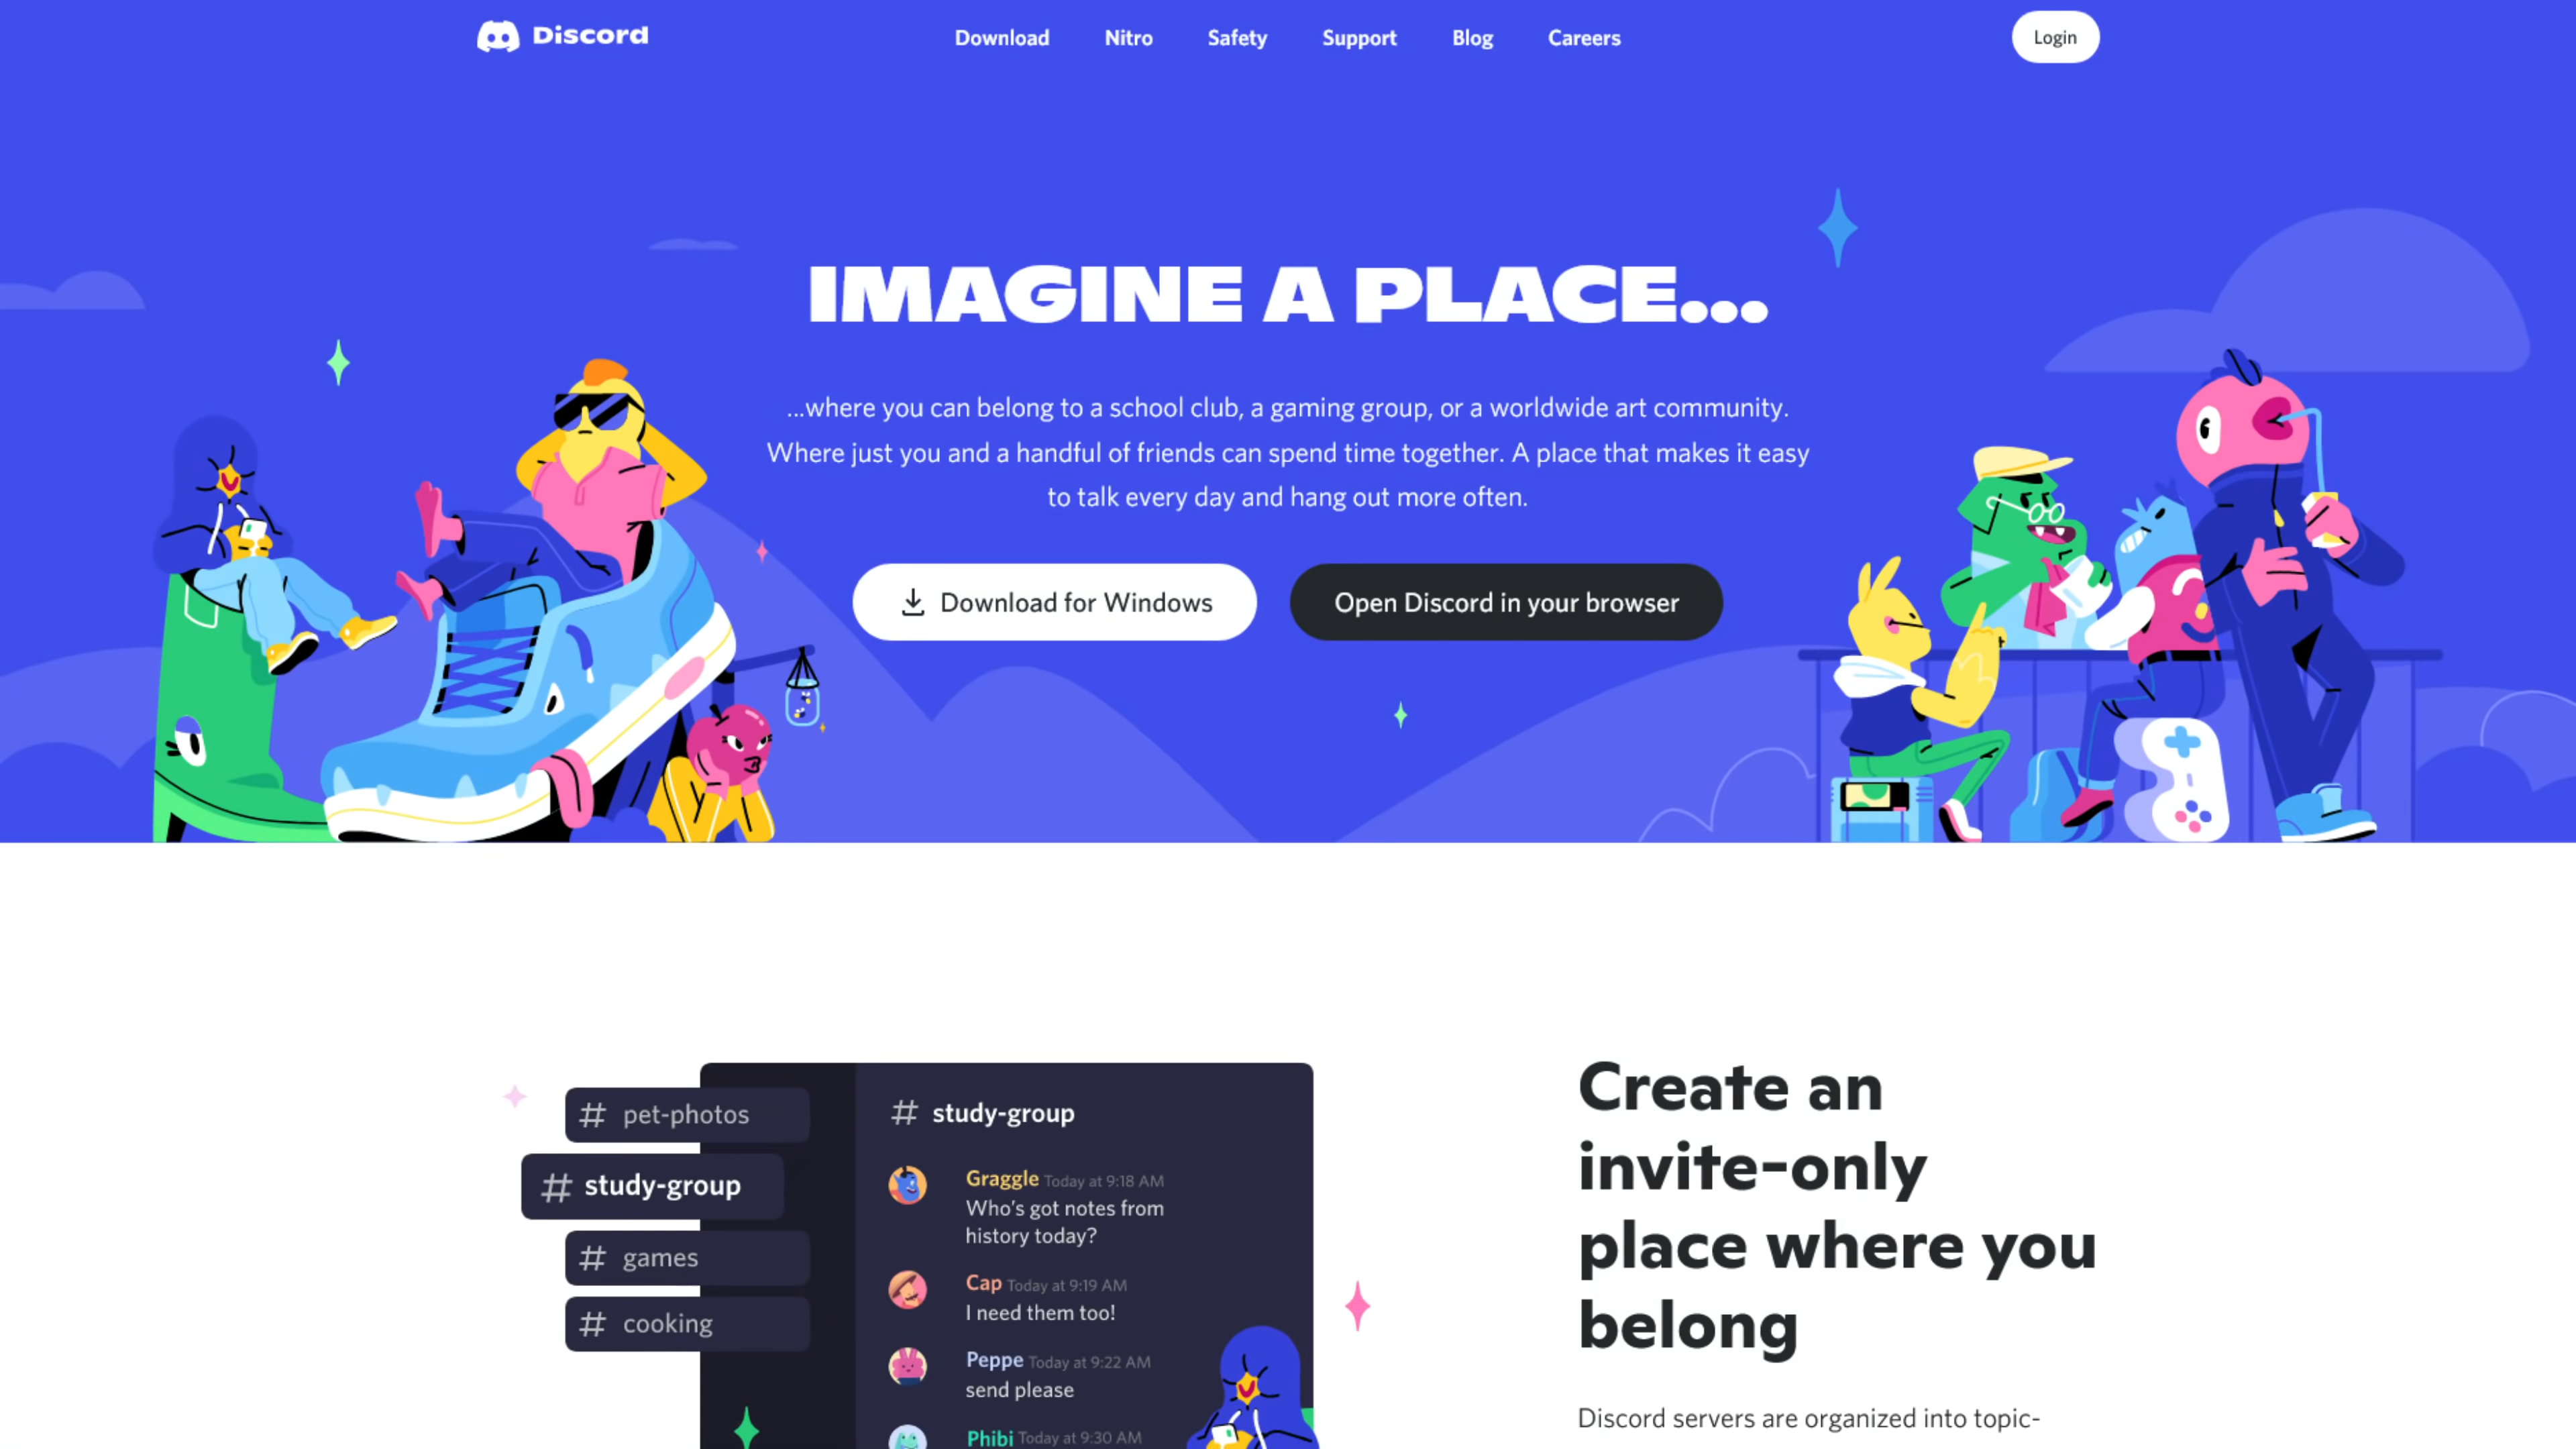 Discord
Download
Nitro
Safety
Support
Blog
Careers
Login
IMAGINE A PLACE...
...where you can belong to a school club, a gaming group, or a worldwide art community.
Where just you and a handful of friends can spend time together. A place that makes it easy
to talk every day and hang out more often.
Download for Windows
Open Discord in your browser
# pet-photos
# study-group
# games
# cooking
# study-group
Graggle Today at 9:18 AM
Who's got notes from
history today?
Cap Today at 9:19 AM
I need them too!
Peppe Today at 9:22 AM
send please
Phibi Today at 9:30 AM
Create an
invite-only
place where you
belong
Discord servers are organized into topic-